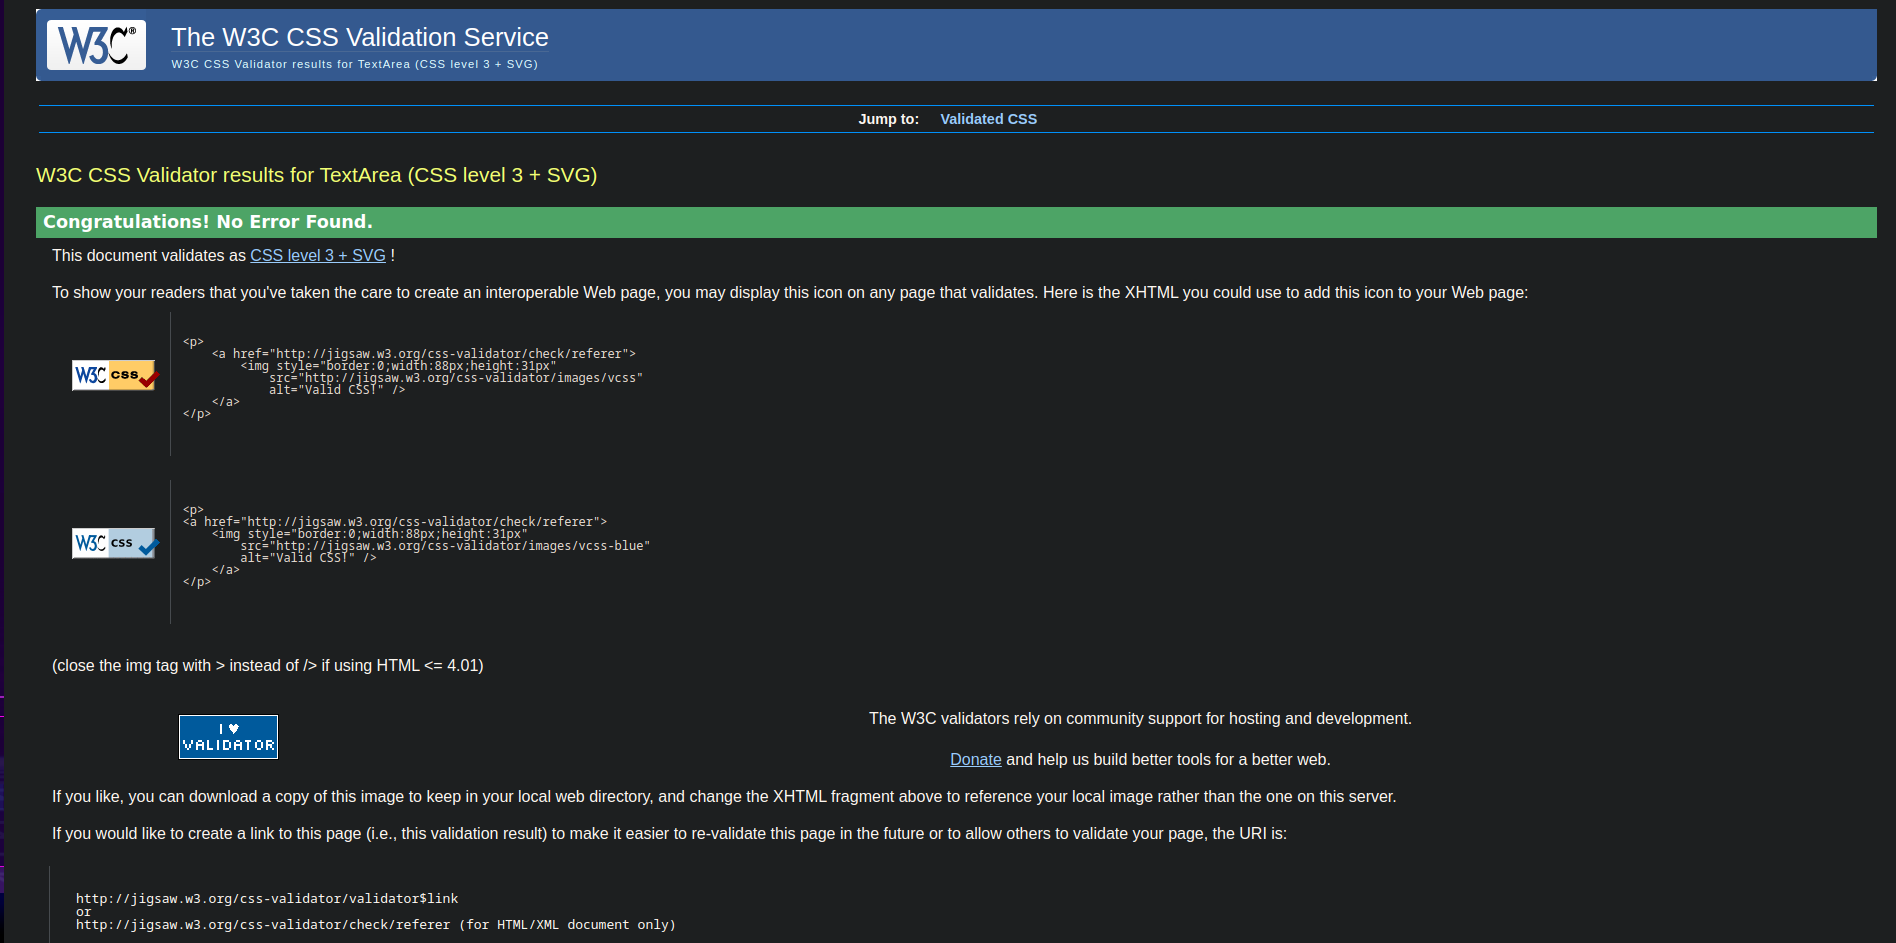 W3C®
The W3C CSS Validation Service
W3C CSS Validator results for TextArea (CSS level 3 + SVG)
Jump to: Validated CSS
W3C CSS Validator results for TextArea (CSS level 3 + SVG)
Congratulations! No Error Found.
This document validates as CSS level 3 + SVG !
To show your readers that you've taken the care to create an interoperable Web page, you may display this icon on any page that validates. Here is the XHTML you could use to add this icon to your Web page:
W3C css
<p>
    <a href="http://jigsaw.w3.org/css-validator/check/referer">
        <img style="border:0;width:88px;height:31px"
            src="http://jigsaw.w3.org/css-validator/images/vcss"
            alt="Valid CSS!" />
    </a>
</p>
W3C css
<p>
<a href="http://jigsaw.w3.org/css-validator/check/referer">
    <img style="border:0;width:88px;height:31px"
        src="http://jigsaw.w3.org/css-validator/images/vcss-blue"
        alt="Valid CSS!" />
    </a>
</p>
(close the img tag with > instead of /> if using HTML <= 4.01)
I ♥
VALIDATOR
The W3C validators rely on community support for hosting and development.
Donate and help us build better tools for a better web.
If you like, you can download a copy of this image to keep in your local web directory, and change the XHTML fragment above to reference your local image rather than the one on this server.
If you would like to create a link to this page (i.e., this validation result) to make it easier to re-validate this page in the future or to allow others to validate your page, the URI is:
http://jigsaw.w3.org/css-validator/validator$link
or
http://jigsaw.w3.org/css-validator/check/referer (for HTML/XML document only)